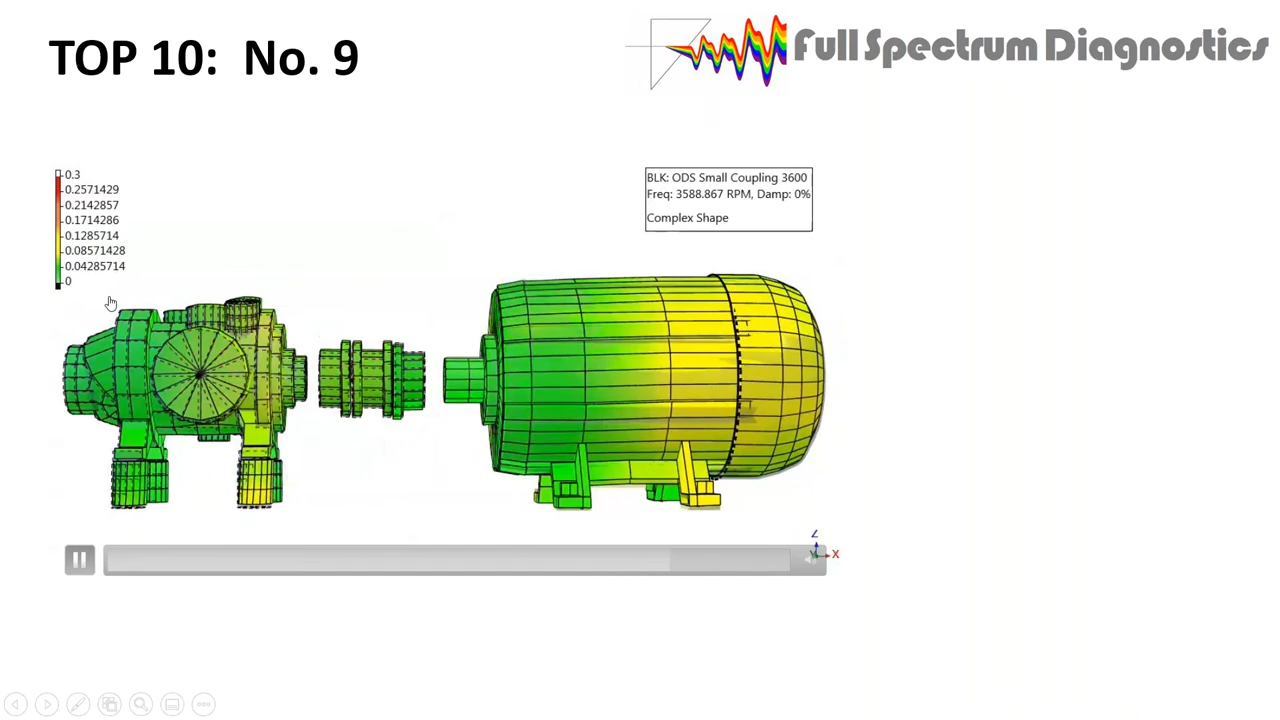 TOP 10: No. 9
Full Spectrum Diagnostics
0.3
0.2571429
0.2142857
0.1714286
0.1285714
0.08571428
0.04285714
0
BLK: ODS Small Coupling 3600
Freq: 3588.867 RPM, Damp: 0%
Complex Shape
Z
Y X